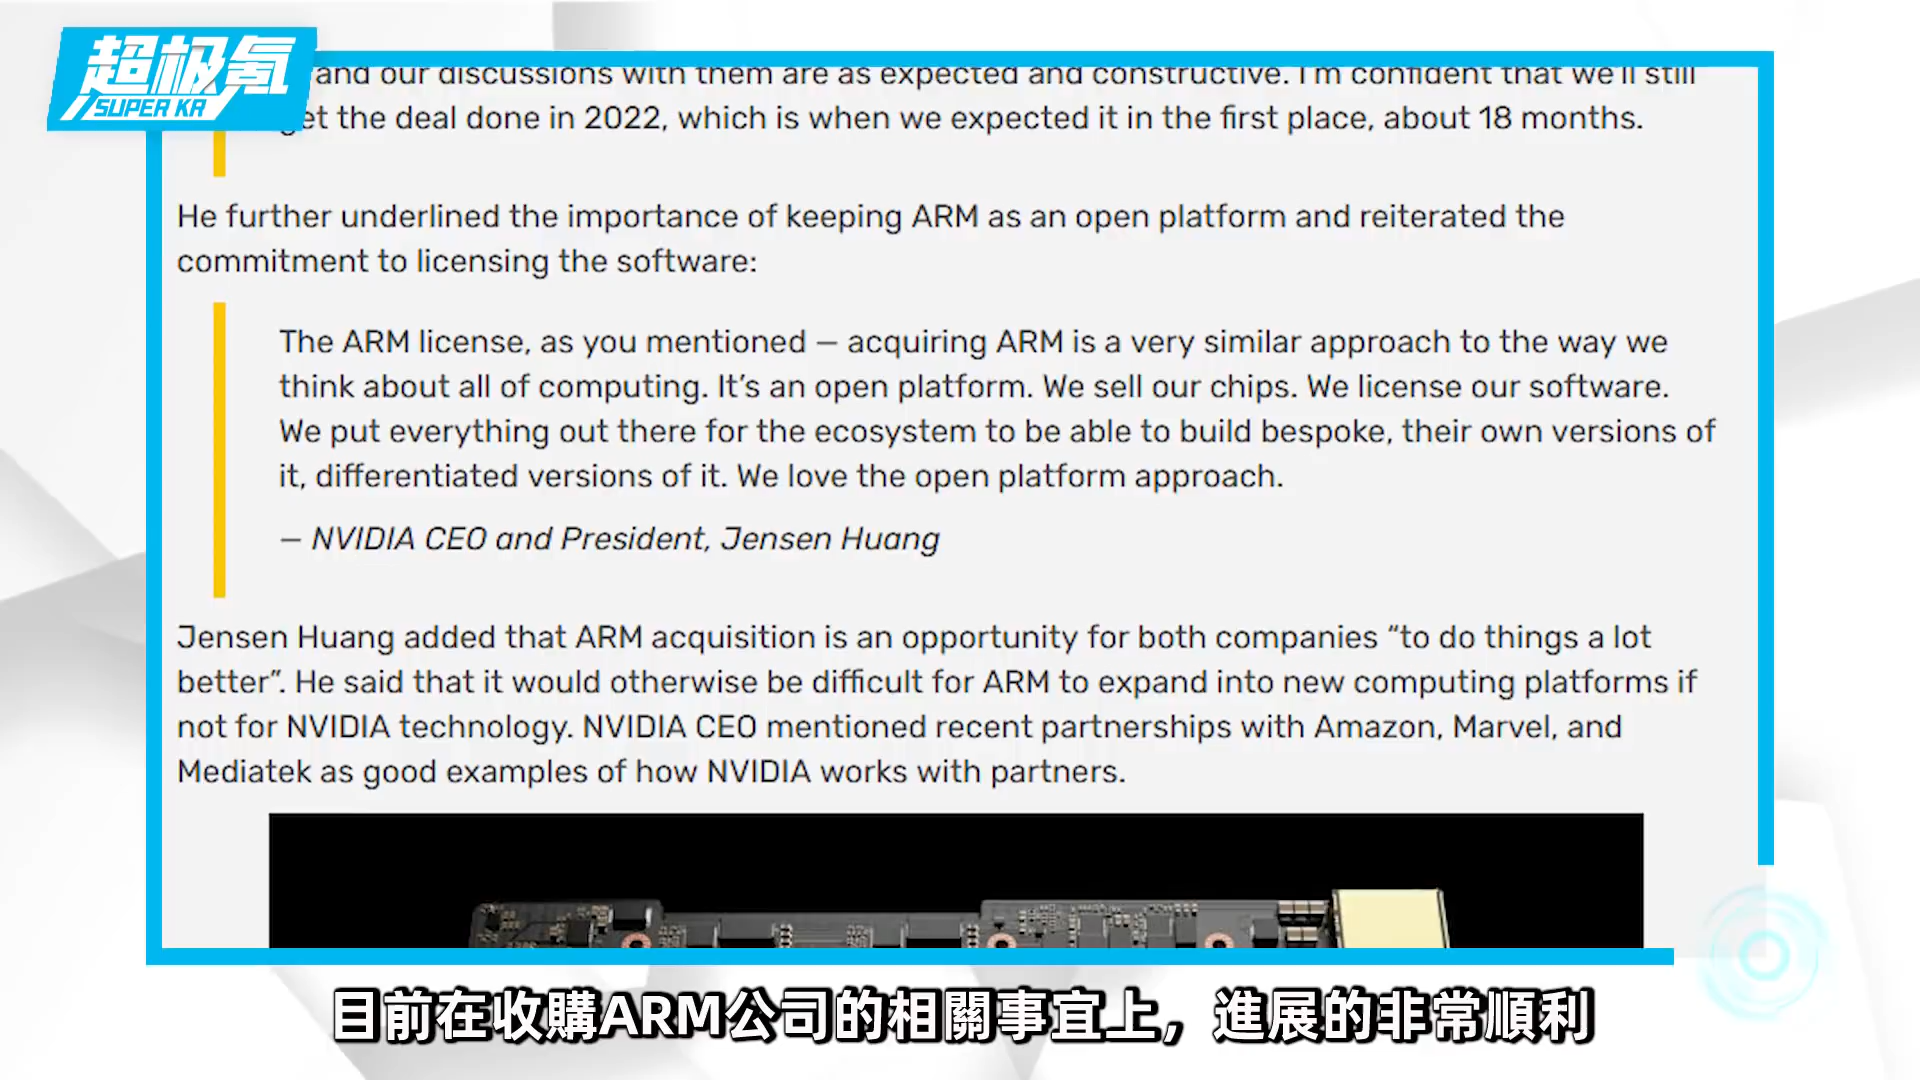 超极氪
SUPER KR
and our discussions with them are as expected and constructive. I'm confident that we'll still
get the deal done in 2022, which is when we expected it in the first place, about 18 months.
He further underlined the importance of keeping ARM as an open platform and reiterated the
commitment to licensing the software:
The ARM license, as you mentioned — acquiring ARM is a very similar approach to the way we
think about all of computing. It’s an open platform. We sell our chips. We license our software.
We put everything out there for the ecosystem to be able to build bespoke, their own versions of
it, differentiated versions of it. We love the open platform approach.
— NVIDIA CEO and President, Jensen Huang
Jensen Huang added that ARM acquisition is an opportunity for both companies “to do things a lot
better”. He said that it would otherwise be difficult for ARM to expand into new computing platforms if
not for NVIDIA technology. NVIDIA CEO mentioned recent partnerships with Amazon, Marvel, and
Mediatek as good examples of how NVIDIA works with partners.
目前在收購ARM公司的相關事宜上，進展的非常順利